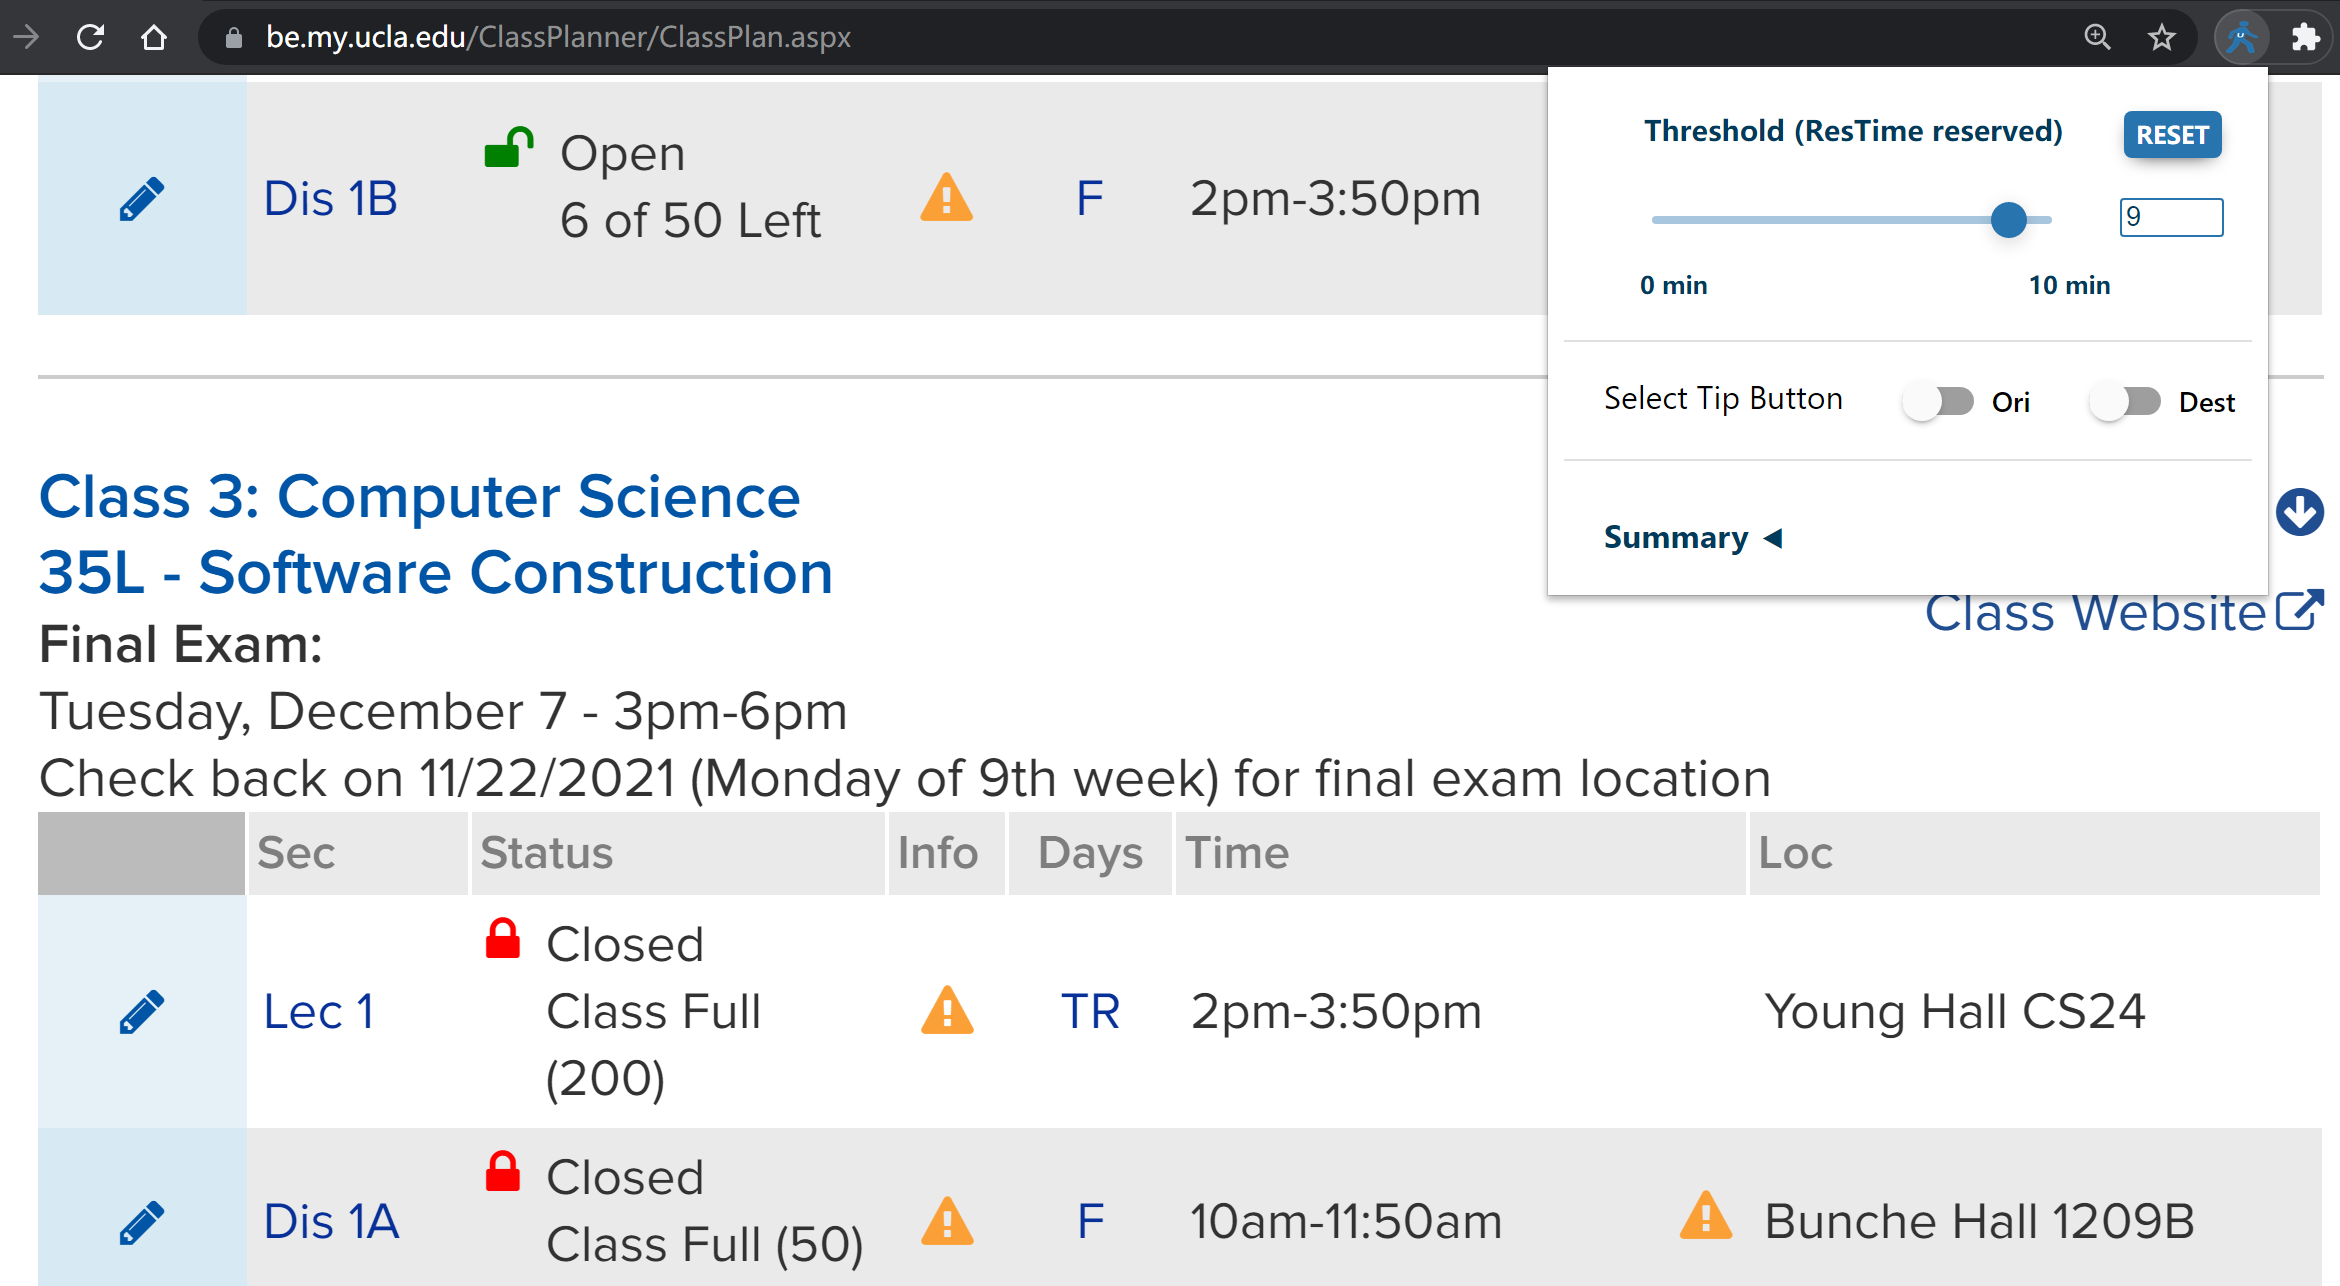 be.my.ucla.edu/ClassPlanner/ClassPlan.aspx
Dis 1B
Open
6 of 50 Left
F
2pm-3:50pm
Threshold (ResTime reserved)
RESET
9
0 min
10 min
Select Tip Button
Ori
Dest
Summary ◀
Class 3: Computer Science
35L - Software Construction
Class Website
Final Exam:
Tuesday, December 7 - 3pm-6pm
Check back on 11/22/2021 (Monday of 9th week) for final exam location
Sec Status Info Days Time Loc
Lec 1
Closed
Class Full
(200)
TR
2pm-3:50pm
Young Hall CS24
Dis 1A
Closed
Class Full (50)
F
10am-11:50am
Bunche Hall 1209B